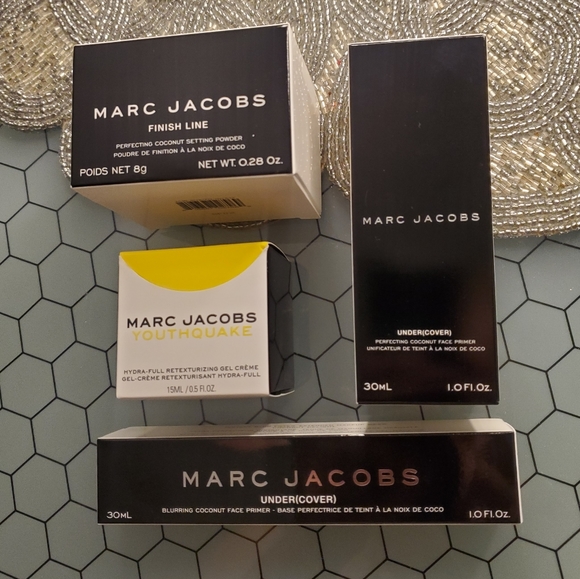 MARC JACOBS
FINISH LINE
PERFECTING COCONUT SETTING POWDER
POUDRE DE FINITION À LA NOIX DE COCO
POIDS NET 8g NET WT. 0.28 Oz.
MARC JACOBS
UNDER(COVER)
PERFECTING COCONUT FACE PRIMER
UNIFICATEUR DE TEINT À LA NOIX DE COCO
30mL 1.0 Fl.Oz.
MARC JACOBS
YOUTHQUAKE
HYDRA-FULL RETEXTURIZING GEL CRÈME
GEL-CRÈME RETEXTURISANT HYDRA-FULL
15ML / 0.5 FL.OZ.
MARC JACOBS
UNDER(COVER)
BLURRING COCONUT FACE PRIMER - BASE PERFECTRICE DE TEINT À LA NOIX DE COCO
30mL 1.0 Fl.Oz.